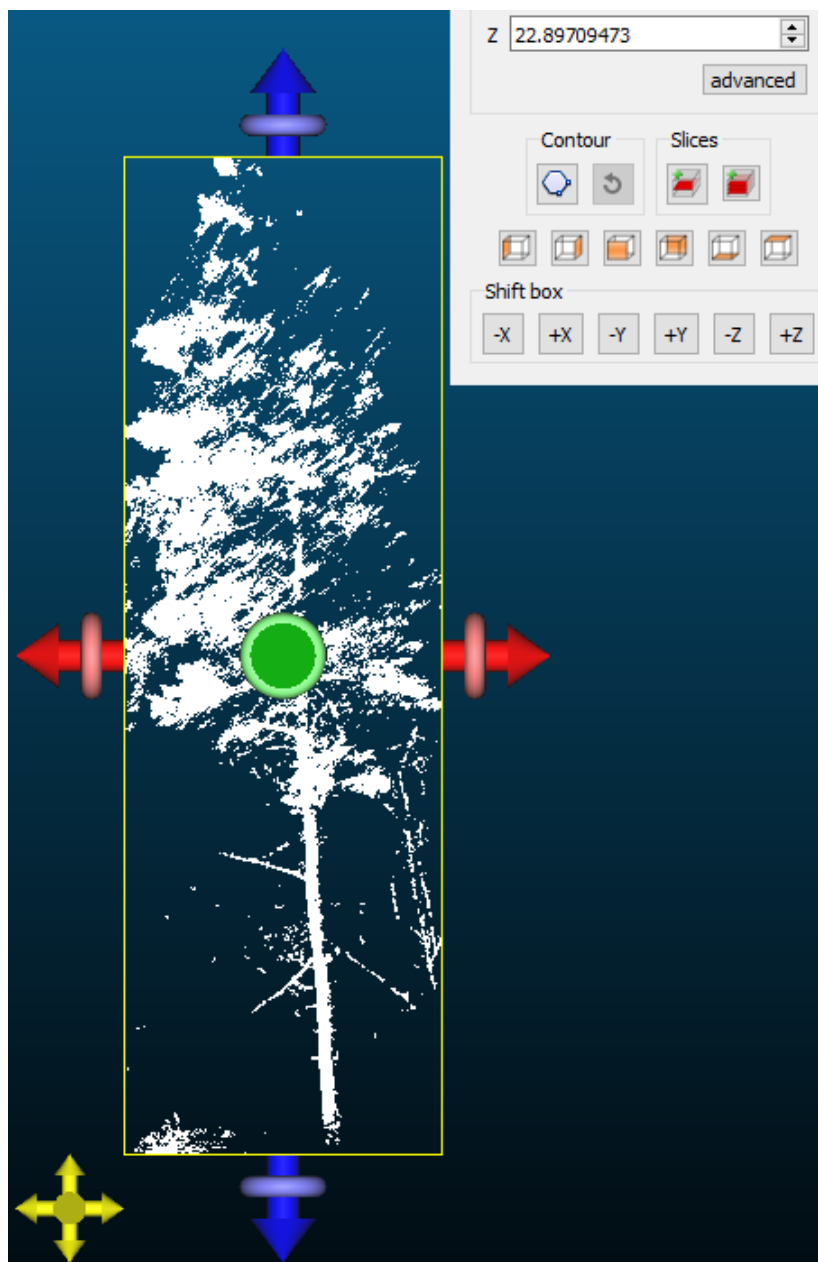 Z 22.89709473
advanced
Contour Slices
Shift box
-X +X -Y +Y -Z +Z